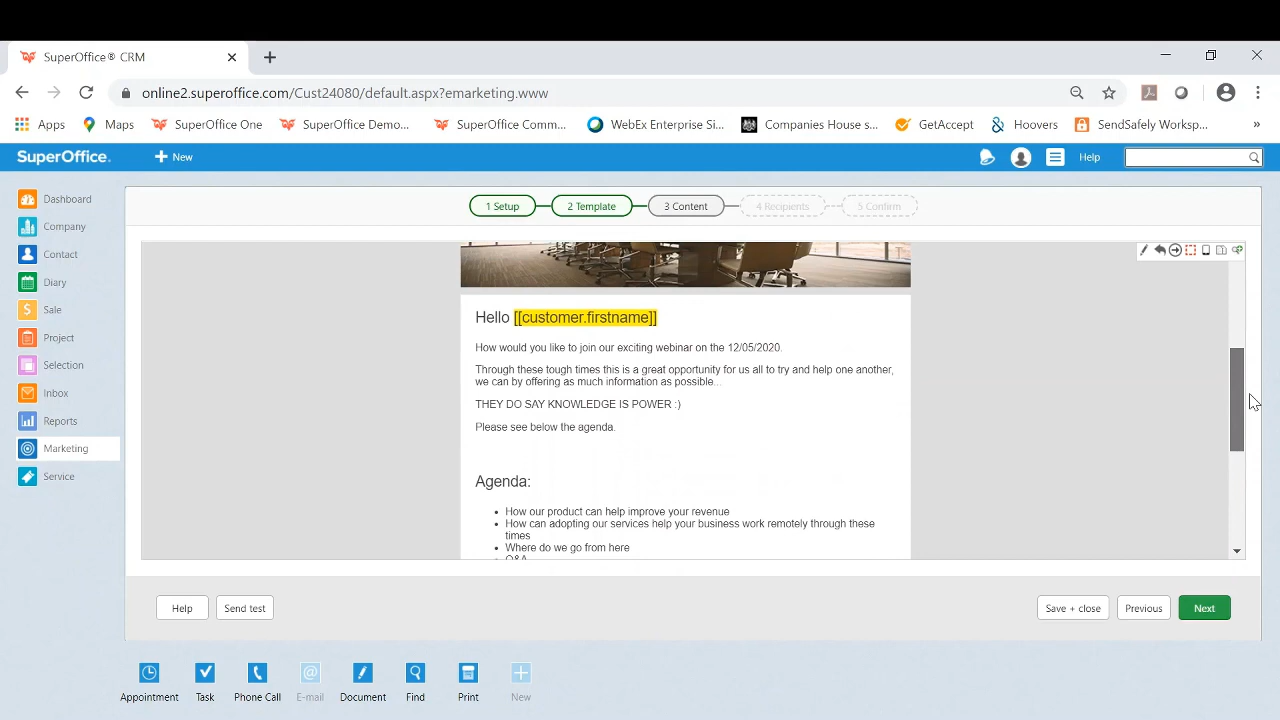 SuperOffice® CRM
online2.superoffice.com/Cust24080/default.aspx?emarketing.www
Apps
Maps
SuperOffice One
SuperOffice Demo...
SuperOffice Comm...
WebEx Enterprise Si...
Companies House s...
GetAccept
Hoovers
SendSafely Worksp...
»
SuperOffice.
New
Help
Dashboard
Company
Contact
Diary
Sale
Project
Selection
Inbox
Reports
Marketing
Service
1 Setup
2 Template
3 Content
4 Recipients
5 Confirm
Hello [[customer.firstname]]
How would you like to join our exciting webinar on the 12/05/2020.
Through these tough times this is a great opportunity for us all to try and help one another,
we can by offering as much information as possible...
THEY DO SAY KNOWLEDGE IS POWER :)
Please see below the agenda.
Agenda:
• How our product can help improve your revenue
• How can adopting our services help your business work remotely through these
times
• Where do we go from here
• Q&A
Help
Send test
Save + close
Previous
Next
Appointment
Task
Phone Call
E-mail
Document
Find
Print
New